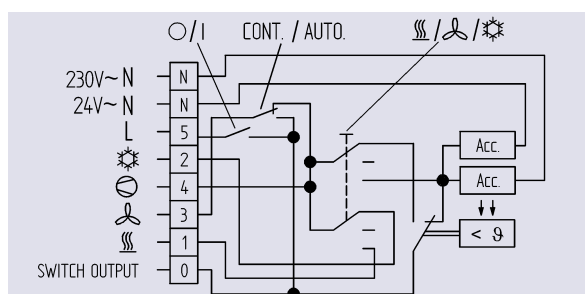 ○/I CONT. / AUTO. / /
230V~ N N
24V~ N N
L 5 Acc.
2 Acc.
4
3
1 < ϑ
SWITCH OUTPUT 0